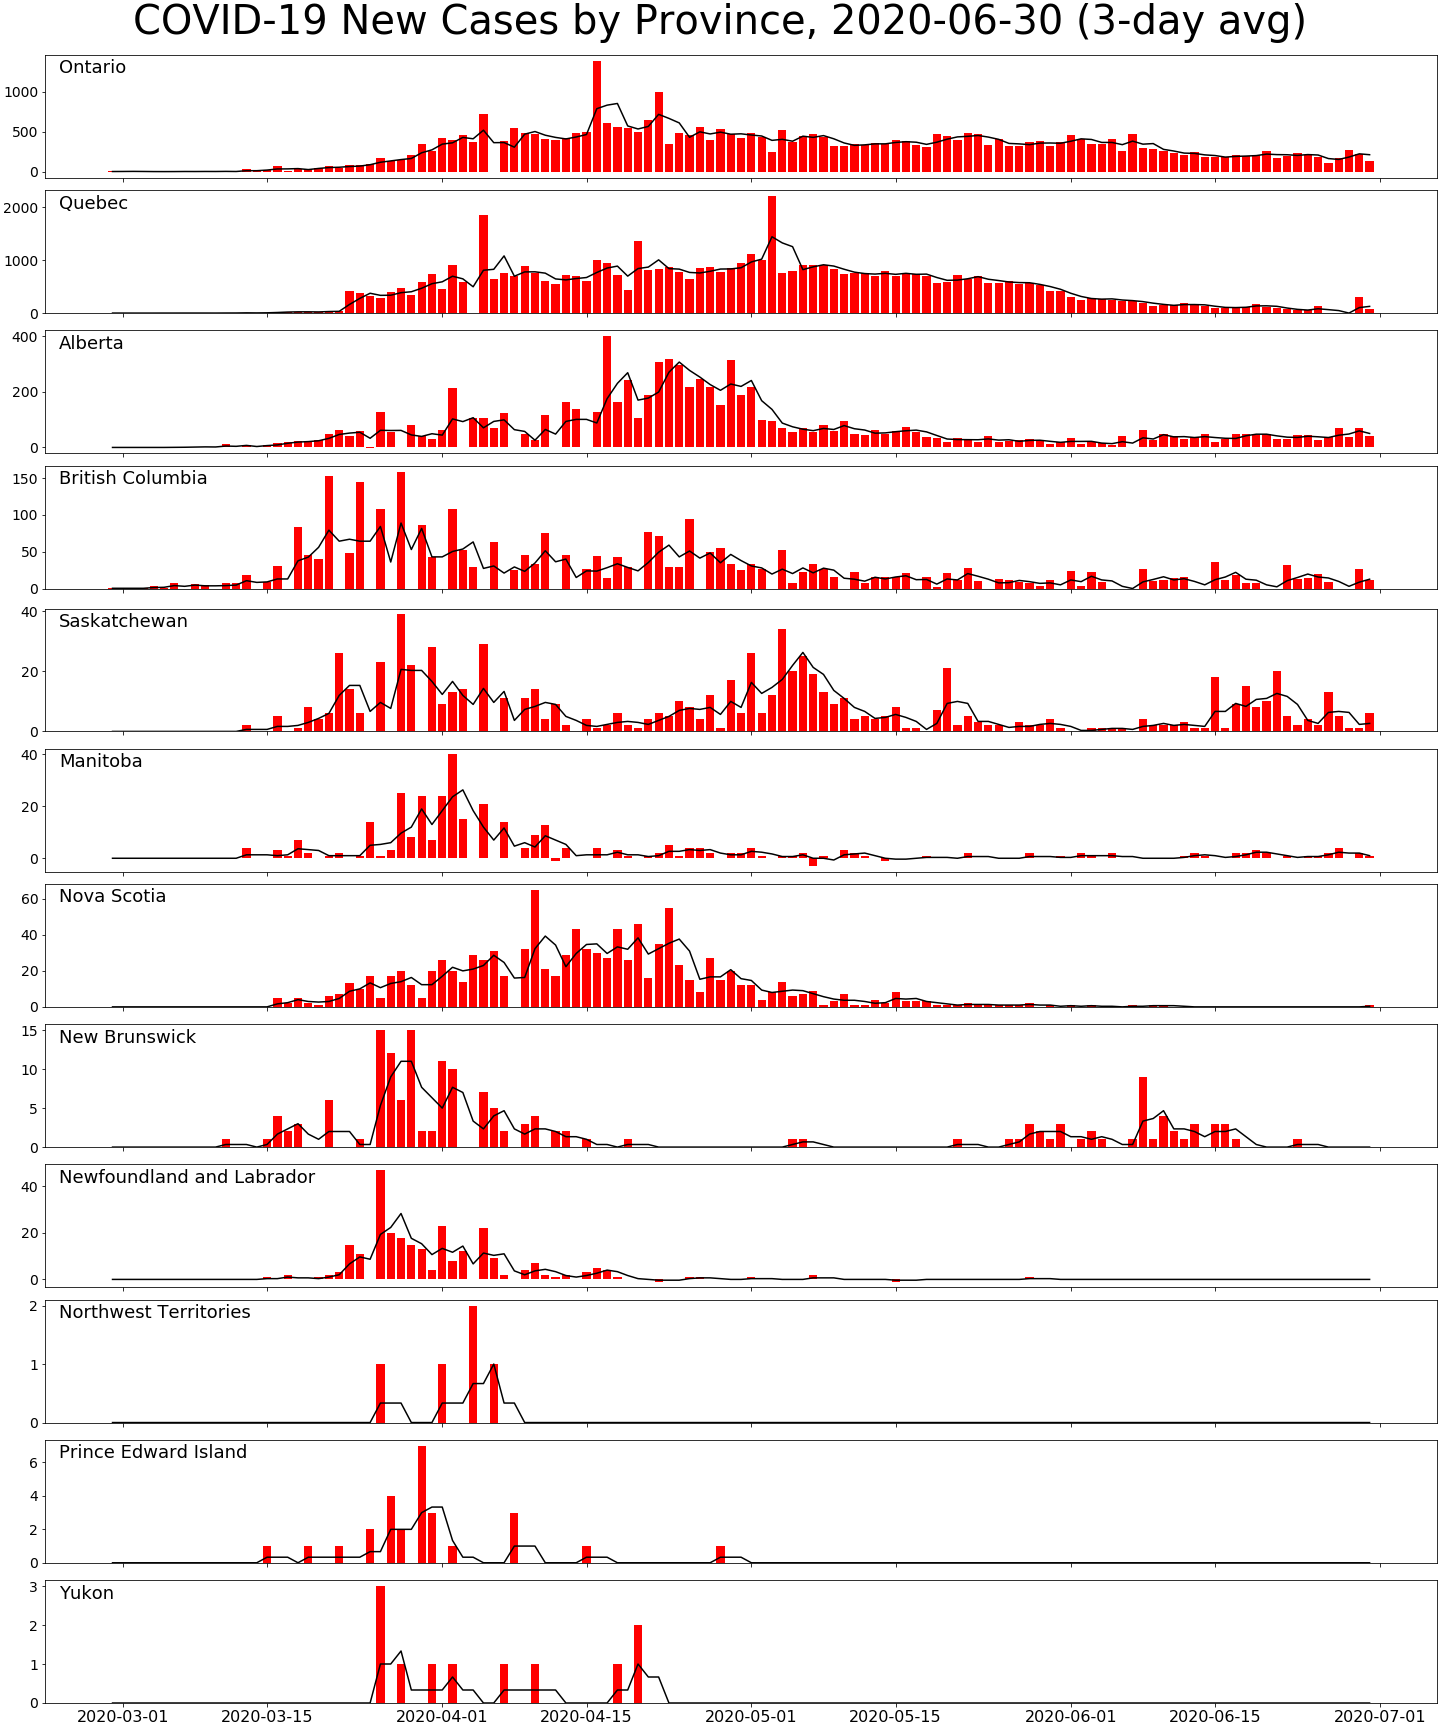 COVID-19 New Cases by Province, 2020-06-30 (3-day avg)
Ontario
1000
500
0
Quebec
2000
1000
0
Alberta
400
200
0
British Columbia
150
100
50
0
Saskatchewan
40
20
0
Manitoba
40
20
0
Nova Scotia
60
40
20
0
New Brunswick
15
10
5
0
Newfoundland and Labrador
40
20
0
Northwest Territories
2
1
0
Prince Edward Island
6
4
2
0
Yukon
3
2
1
0
2020-03-01 2020-03-15 2020-04-01 2020-04-15 2020-05-01 2020-05-15 2020-06-01 2020-06-15 2020-07-01